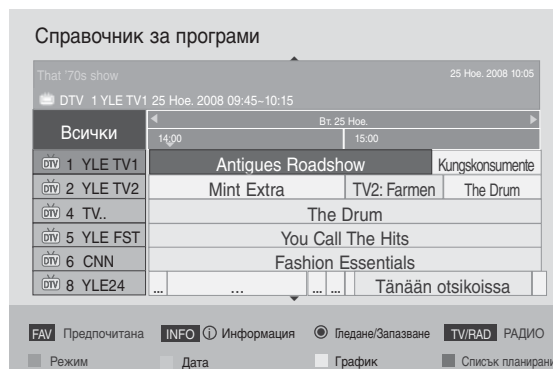 Справочник за програми
That '70s show 25 Ное. 2008 10:05
DTV 1 YLE TV1 25 Ное. 2008 09:45~10:15
Всички Вт. 25 Ное.
14:00 15:00
DTV 1 YLE TV1 Antigues Roadshow Kungskonsumente
DTV 2 YLE TV2 Mint Extra TV2: Farmen The Drum
DTV 4 TV.. The Drum
DTV 5 YLE FST You Call The Hits
DTV 6 CNN Fashion Essentials
DTV 8 YLE24 ... ... ... ... Tänään otsikoissa
FAV Предпочитана INFO i Информация Гледане/Запазване TV/RAD РАДИО
Режим Дата График Списък планирани